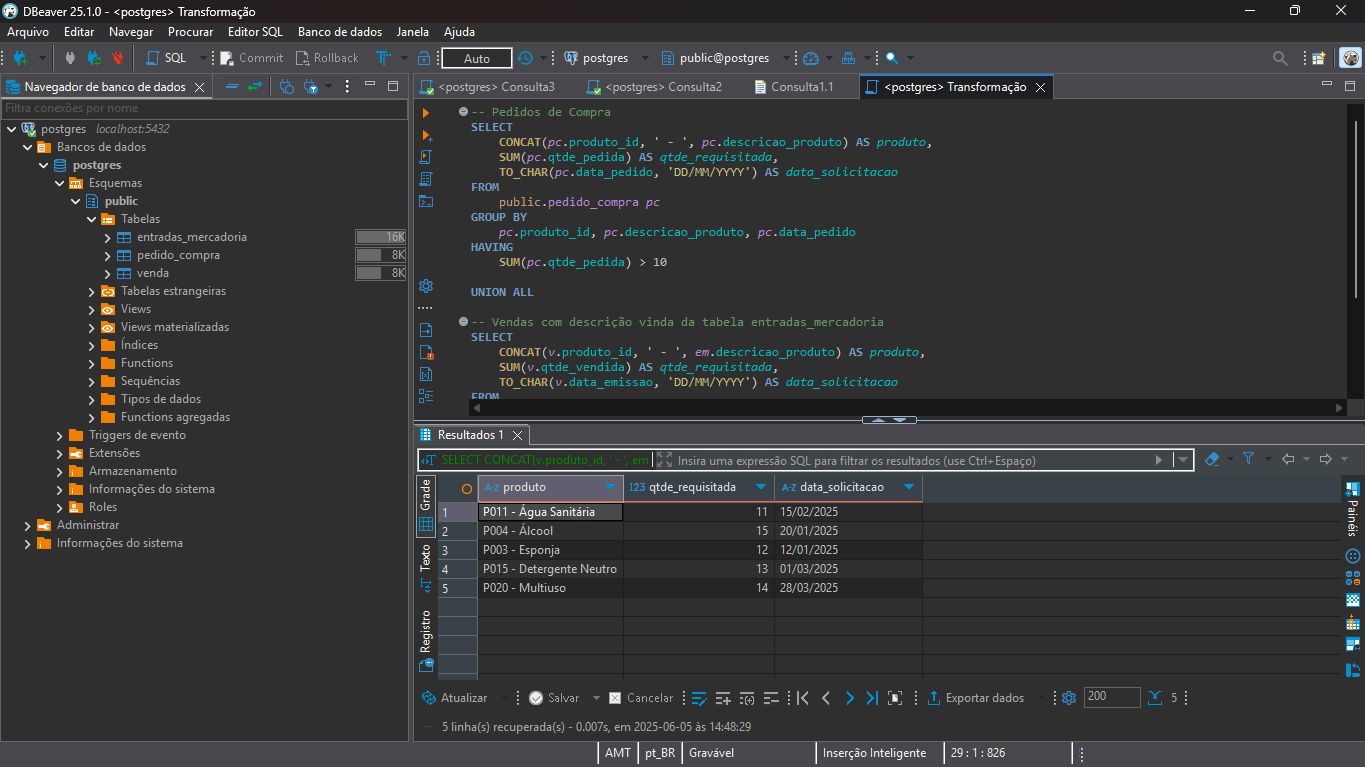 DBeaver 25.1.0 - <postgres> Transformação
Arquivo Editar Navegar Procurar Editor SQL Banco de dados Janela Ajuda
SQL Commit Rollback Auto postgres public@postgres
Navegador de banco de dados
Filtra conexões por nome
postgres localhost:5432
Bancos de dados
postgres
Esquemas
public
Tabelas
entradas_mercadoria 16K
pedido_compra 8K
venda 8K
Tabelas estrangeiras
Views
Views materializadas
Índices
Functions
Sequências
Tipos de dados
Functions agregadas
Triggers de evento
Extensões
Armazenamento
Informações do sistema
Roles
Administrar
Informações do sistema
<postgres> Consulta3 <postgres> Consulta2 Consulta1.1 <postgres> Transformação
-- Pedidos de Compra
SELECT
CONCAT(pc.produto_id, ' - ', pc.descricao_produto) AS produto,
SUM(pc.qtde_pedida) AS qtde_requisitada,
TO_CHAR(pc.data_pedido, 'DD/MM/YYYY') AS data_solicitacao
FROM
public.pedido_compra pc
GROUP BY
pc.produto_id, pc.descricao_produto, pc.data_pedido
HAVING
SUM(pc.qtde_pedida) > 10
UNION ALL
-- Vendas com descrição vinda da tabela entradas_mercadoria
SELECT
CONCAT(v.produto_id, ' - ', em.descricao_produto) AS produto,
SUM(v.qtde_vendida) AS qtde_requisitada,
TO_CHAR(v.data_emissao, 'DD/MM/YYYY') AS data_solicitacao
FROM
Resultados 1
SELECT CONCAT(v.produto_id, ' - ', em Insira uma expressão SQL para filtrar os resultados (use Ctrl+Espaço)
Grade
Texto
Registro
A-Z produto 123 qtde_requisitada A-Z data_solicitacao
1 P011 - Água Sanitária 11 15/02/2025
2 P004 - Álcool 15 20/01/2025
3 P003 - Esponja 12 12/01/2025
4 P015 - Detergente Neutro 13 01/03/2025
5 P020 - Multiuso 14 28/03/2025
Painéis
Atualizar Salvar Cancelar Exportar dados 200 5
5 linha(s) recuperada(s) - 0.007s, em 2025-06-05 às 14:48:29
AMT pt_BR Gravável Inserção Inteligente 29 : 1 : 826